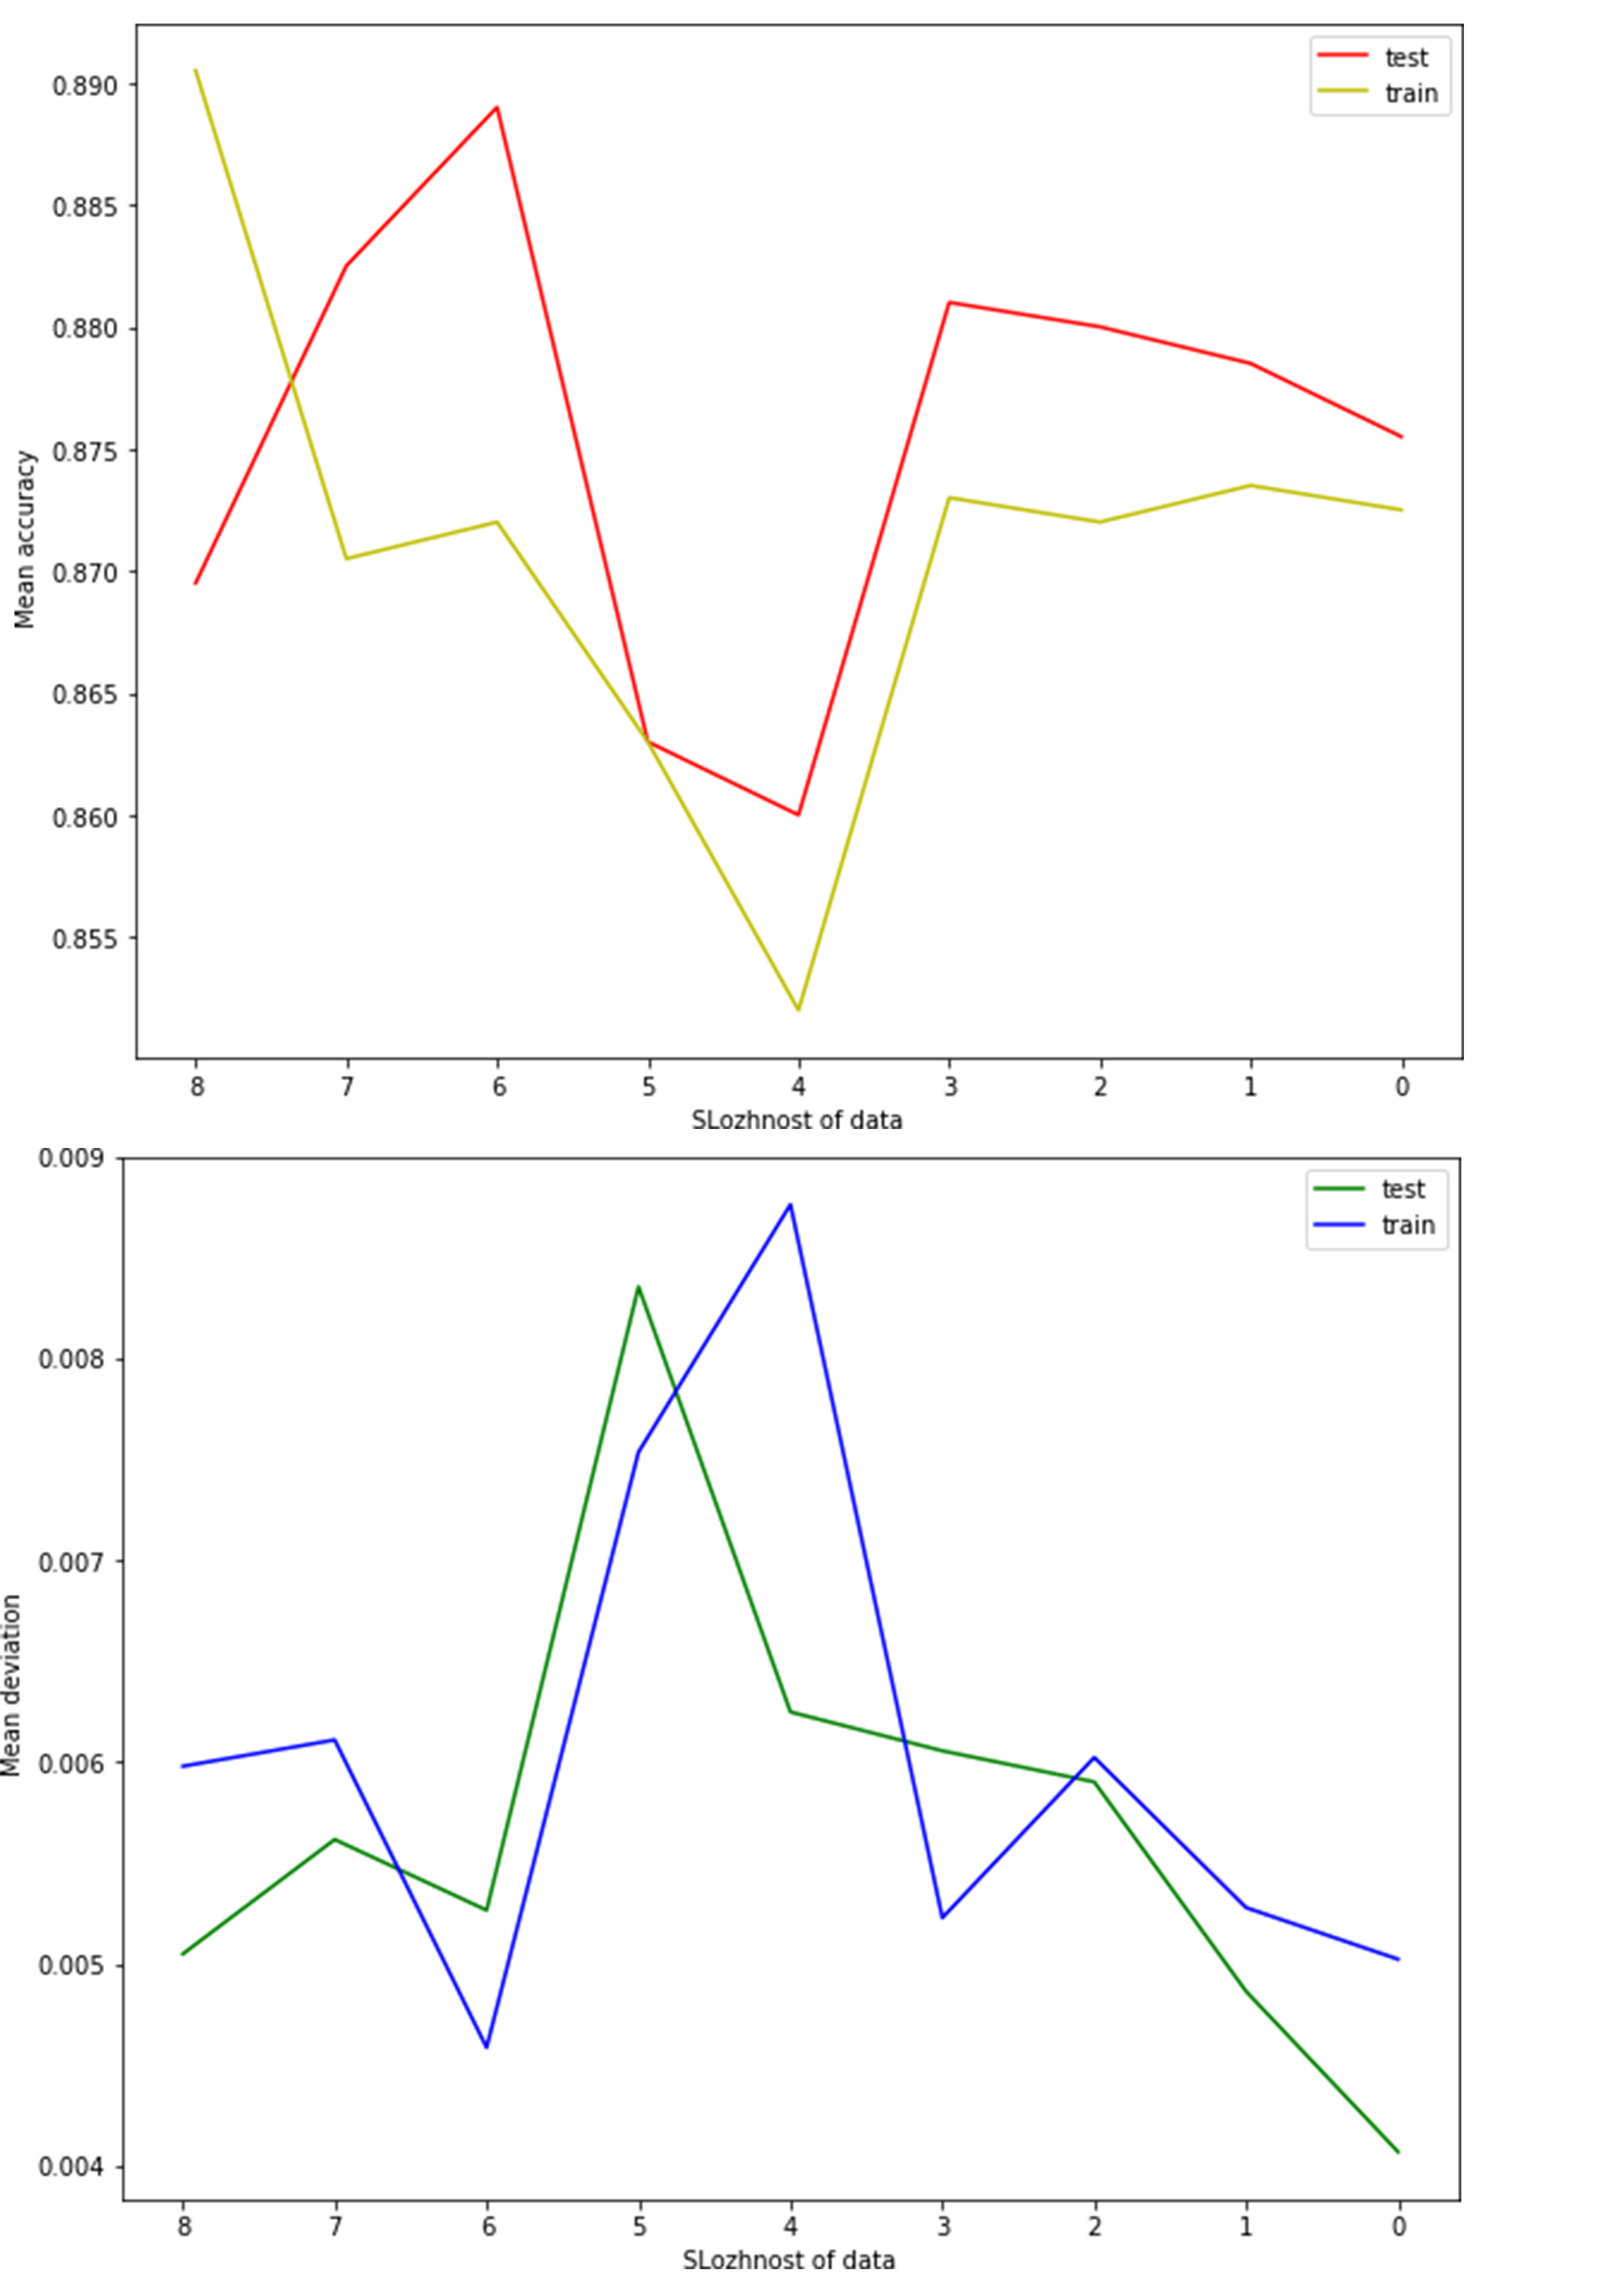 test
train
0.890
0.885
0.880
0.875
0.870
0.865
0.860
0.855
Mean accuracy
8 7 6 5 4 3 2 1 0
SLozhnost of data
test
train
0.009
0.008
0.007
0.006
0.005
0.004
Mean deviation
8 7 6 5 4 3 2 1 0
SLozhnost of data